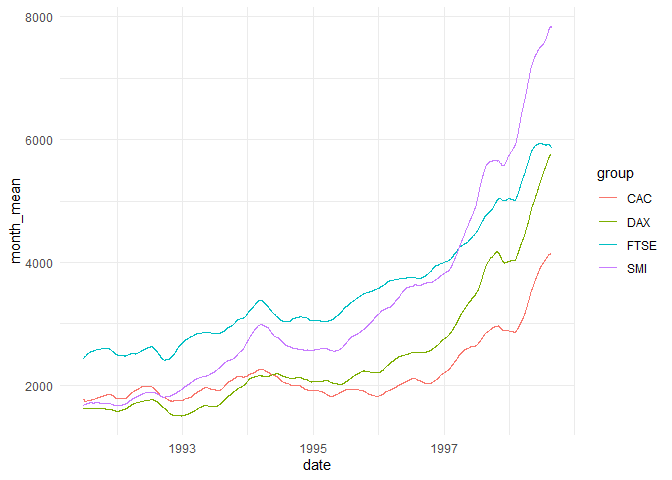 8000
6000
4000
2000
month_mean
1993
1995
1997
date
group
CAC
DAX
FTSE
SMI